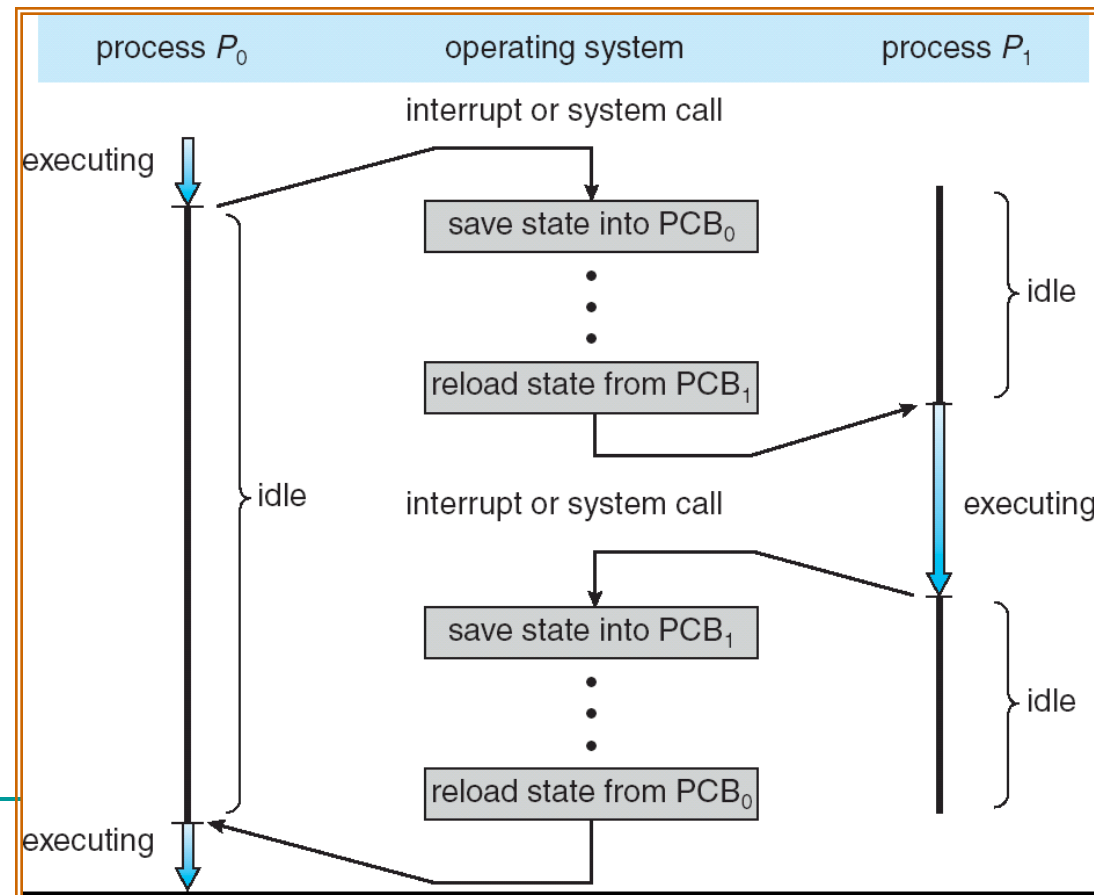 process P₀ operating system process P₁
interrupt or system call
executing
save state into PCB₀
idle
reload state from PCB₁
idle
interrupt or system call
executing
save state into PCB₁
idle
reload state from PCB₀
executing